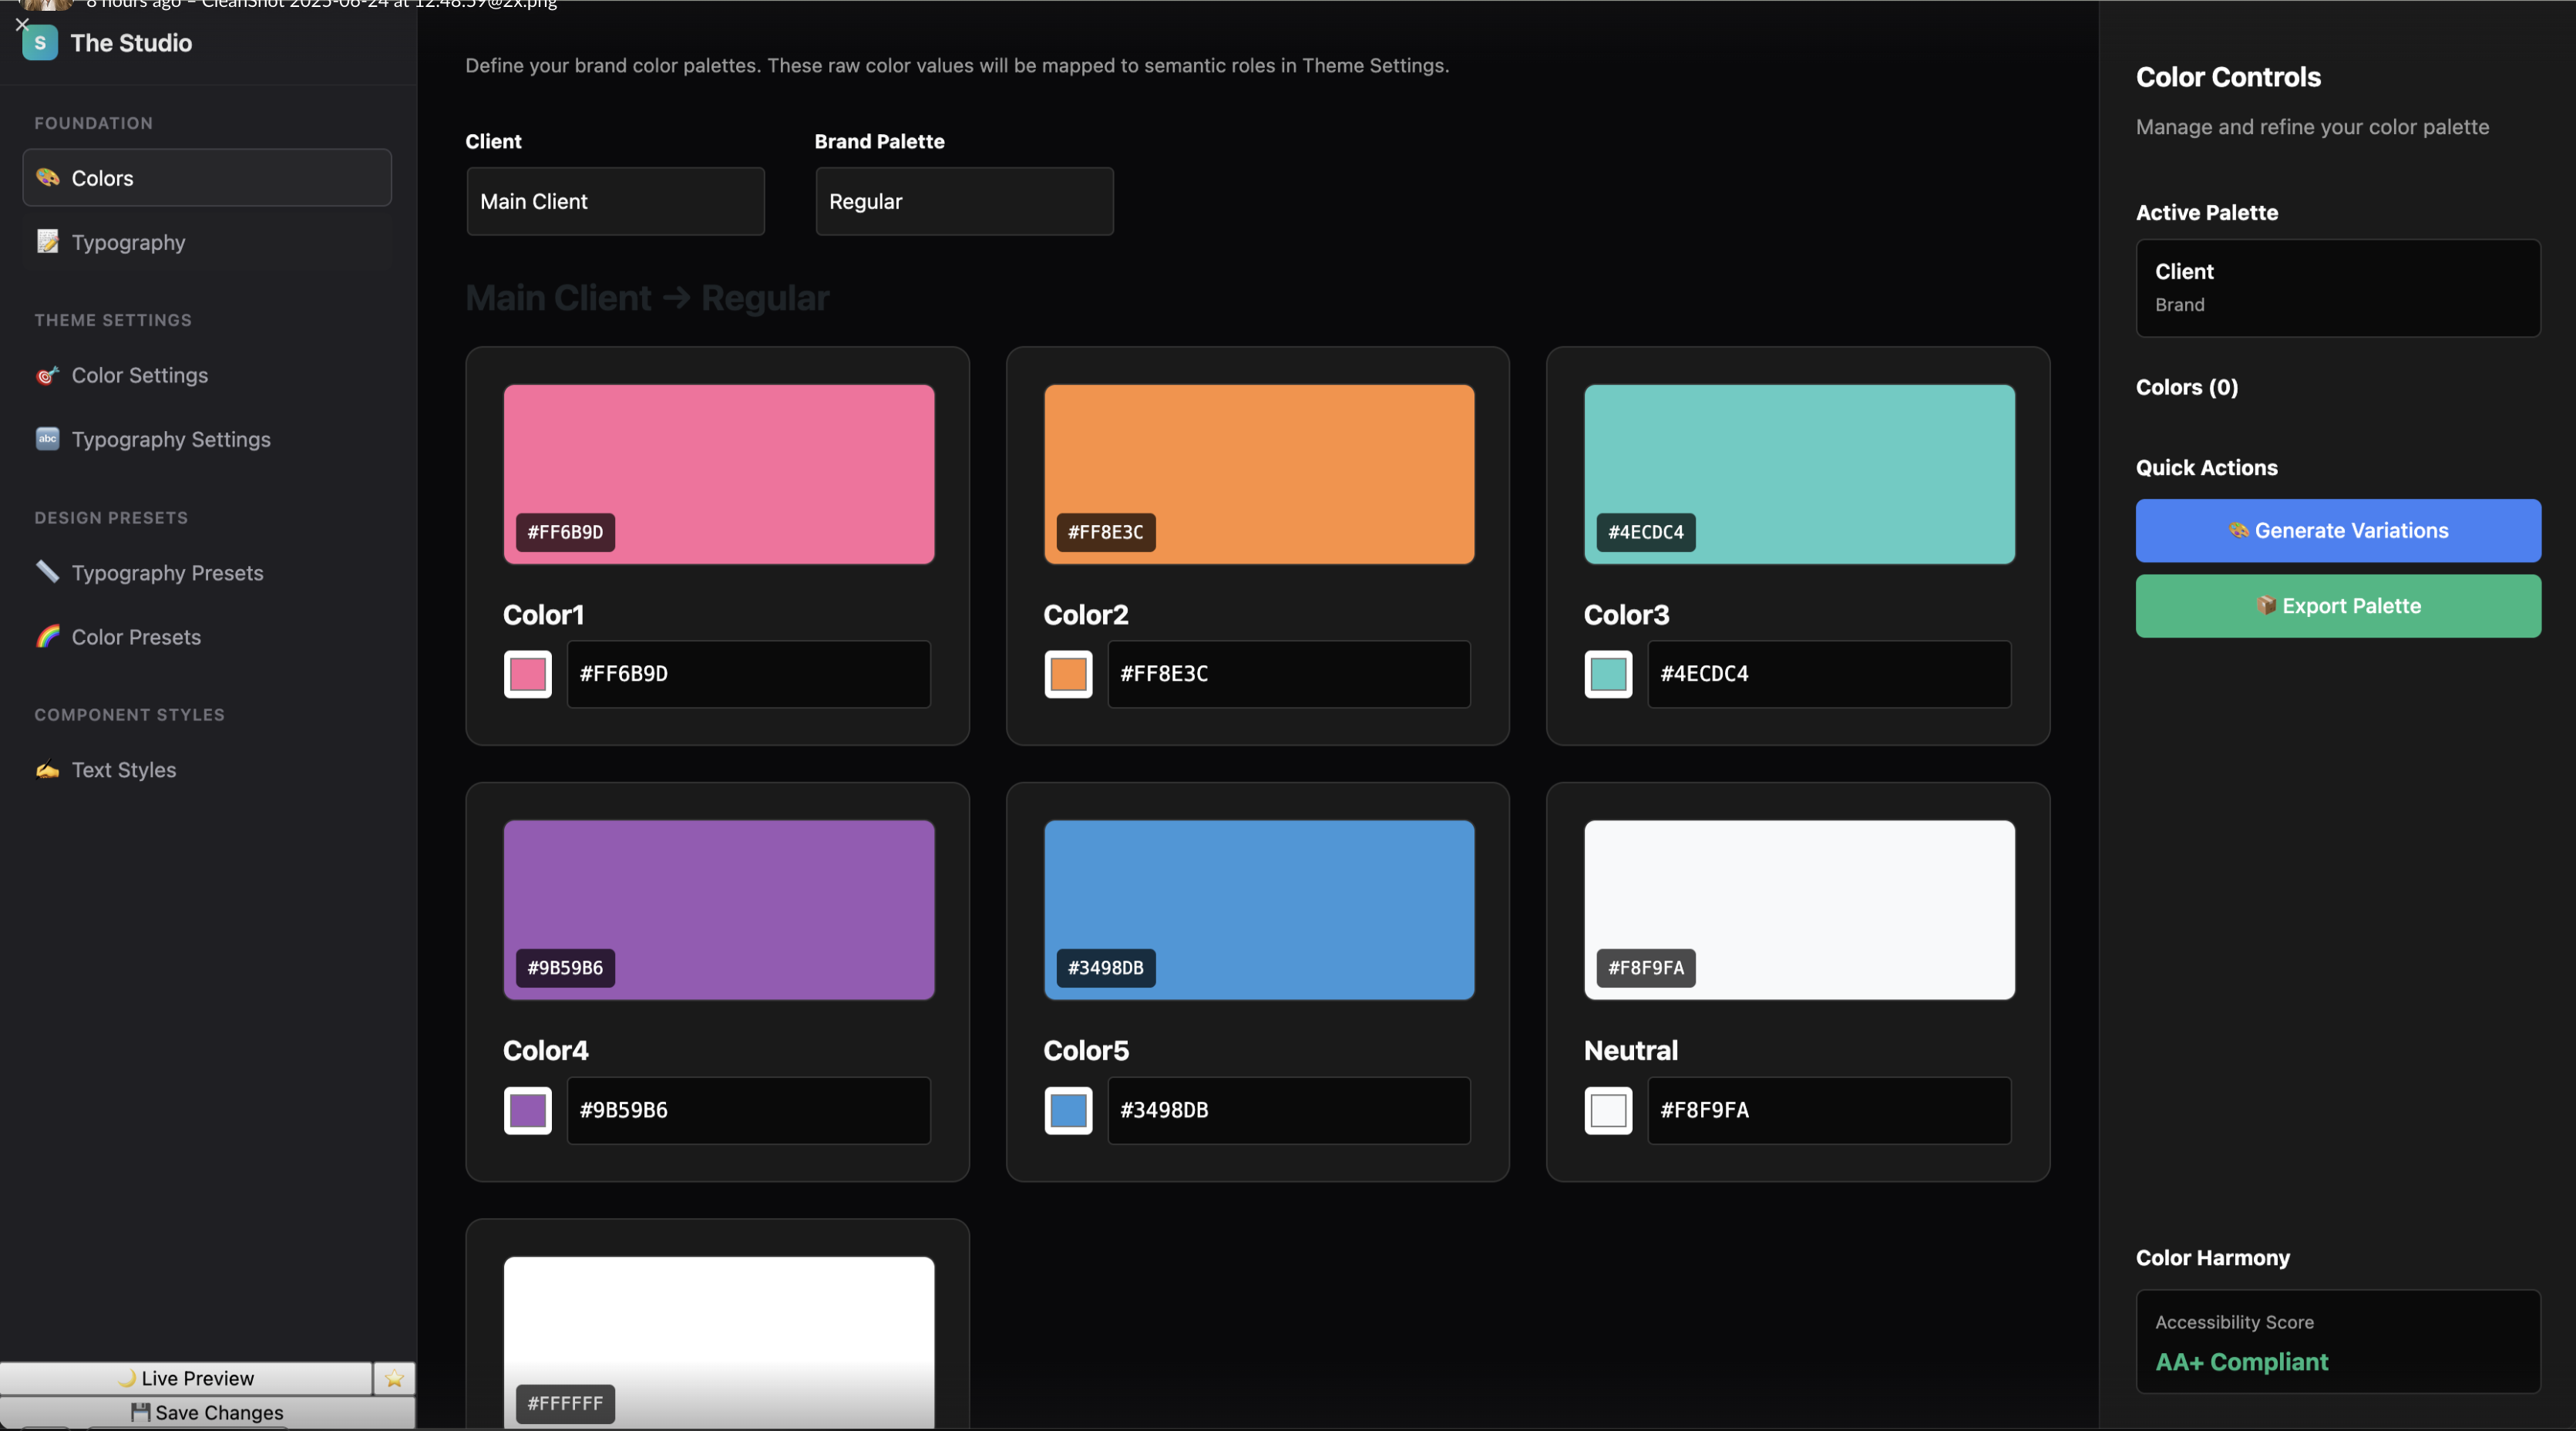 8 hours ago – CleanShot 2025-06-24 at 12.48.59@2x.png
S The Studio
FOUNDATION
Colors
Typography
THEME SETTINGS
Color Settings
abc Typography Settings
DESIGN PRESETS
Typography Presets
Color Presets
COMPONENT STYLES
Text Styles
Live Preview
Save Changes
Define your brand color palettes. These raw color values will be mapped to semantic roles in Theme Settings.
Client Brand Palette
Main Client Regular
Main Client → Regular
#FF6B9D #FF8E3C #4ECDC4
Color1 Color2 Color3
#FF6B9D #FF8E3C #4ECDC4
#9B59B6 #3498DB #F8F9FA
Color4 Color5 Neutral
#9B59B6 #3498DB #F8F9FA
#FFFFFF
Color Controls
Manage and refine your color palette
Active Palette
Client
Brand
Colors (0)
Quick Actions
Generate Variations
Export Palette
Color Harmony
Accessibility Score
AA+ Compliant